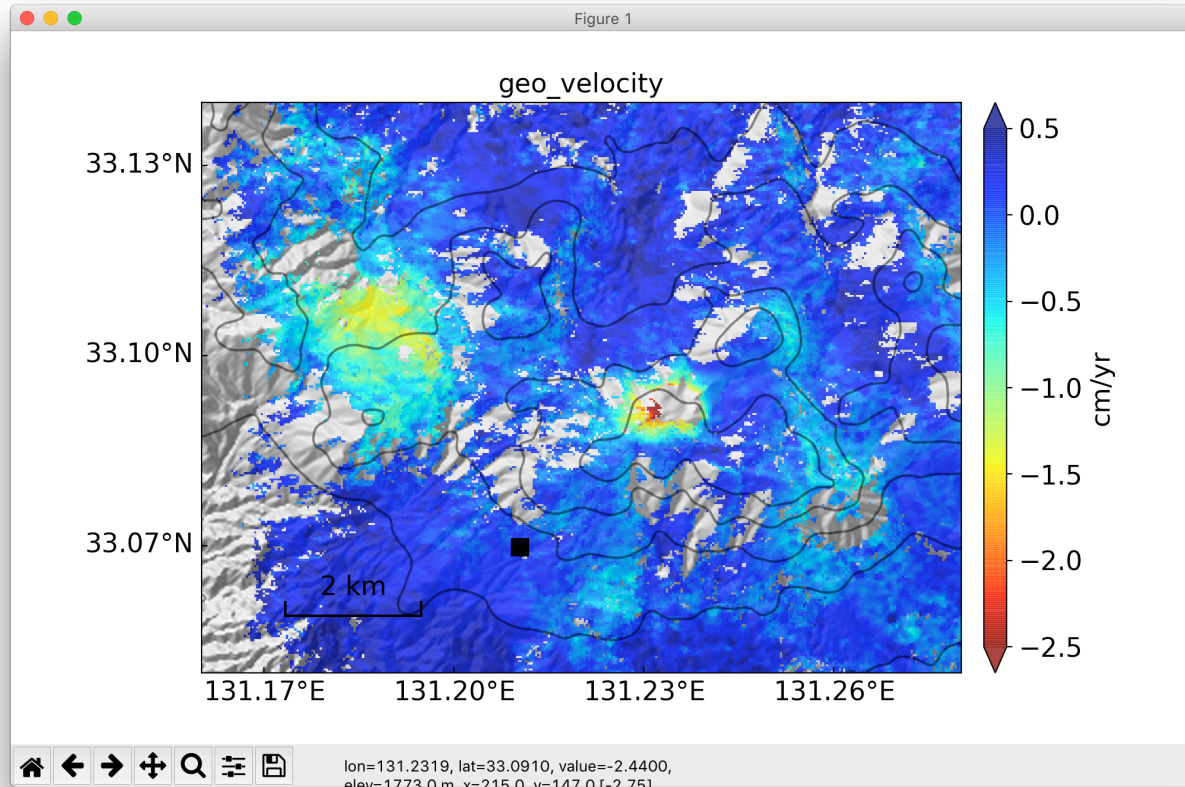 Figure 1
geo_velocity
33.13°N
33.10°N
33.07°N
2 km
131.17°E 131.20°E 131.23°E 131.26°E
0.5
0.0
−0.5
−1.0
−1.5
−2.0
−2.5
cm/yr
lon=131.2319, lat=33.0910, value=-2.4400,
elev=1773.0 m, x=215.0, y=147.0 [-2.75]